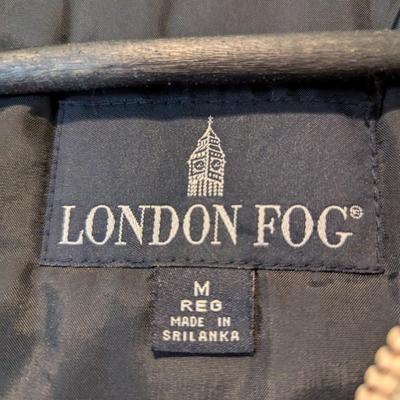 LONDON FOG®
M
REG
MADE IN
SRILANKA